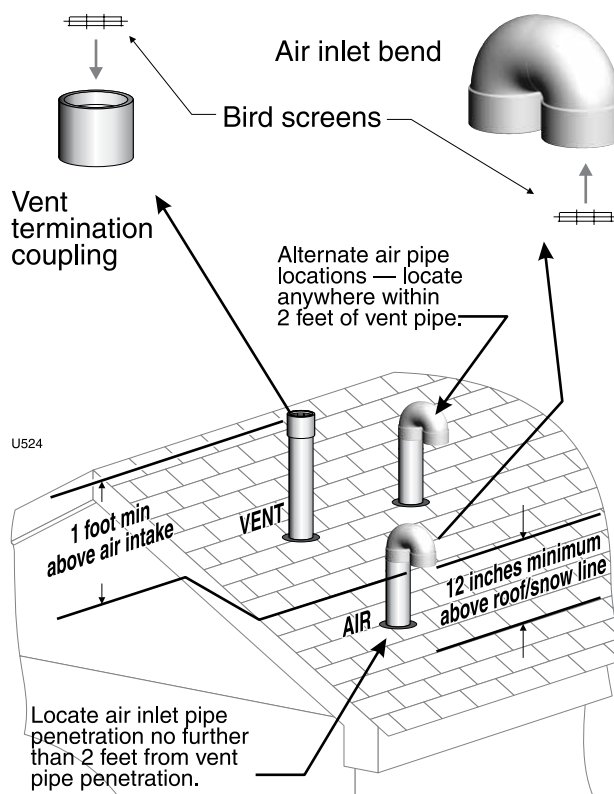 Air inlet bend
Bird screens
Vent
termination
coupling
Alternate air pipe
locations — locate
anywhere within
2 feet of vent pipe.
U524
1 foot min
above air intake
VENT
12 inches minimum
above roof/snow line
AIR
Locate air inlet pipe
penetration no further
than 2 feet from vent
pipe penetration.